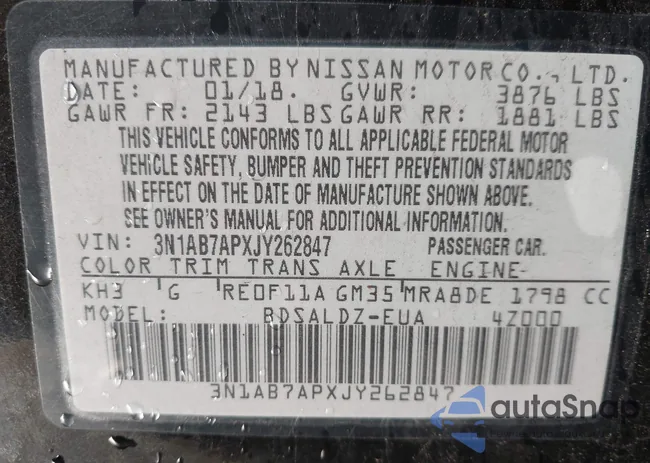 MANUFACTURED BY NISSAN MOTOR CO., LTD.
DATE: 01/18. GVWR: 3876 LBS
GAWR FR: 2143 LBS GAWR RR: 1881 LBS
THIS VEHICLE CONFORMS TO ALL APPLICABLE FEDERAL MOTOR
VEHICLE SAFETY, BUMPER AND THEFT PREVENTION STANDARDS
IN EFFECT ON THE DATE OF MANUFACTURE SHOWN ABOVE.
SEE OWNER'S MANUAL FOR ADDITIONAL INFORMATION.
VIN: 3N1AB7APXJY262847 PASSENGER CAR.
COLOR TRIM TRANS AXLE ENGINE
KH3 G RE0F11A GM35 MRA8DE 1798 CC
MODEL: BDSALDZ-EUA 4Z000
3N1AB7APXJY262847
autoSnap